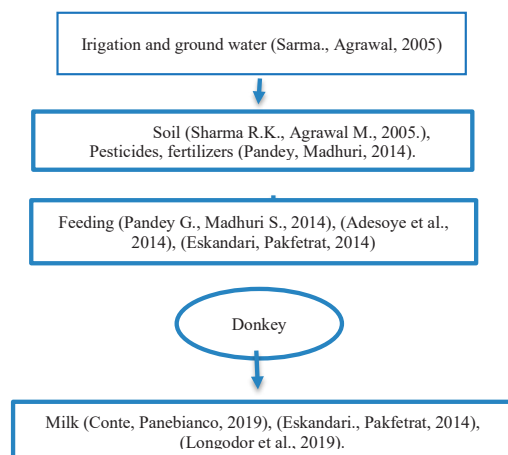 Irrigation and ground water (Sarma., Agrawal, 2005)
Soil (Sharma R.K., Agrawal M., 2005.),
Pesticides, fertilizers (Pandey, Madhuri, 2014).
Feeding (Pandey G., Madhuri S., 2014), (Adesoye et al.,
2014), (Eskandari, Pakfetrat, 2014)
Donkey
Milk (Conte, Panebianco, 2019), (Eskandari., Pakfetrat, 2014),
(Longodor et al., 2019).